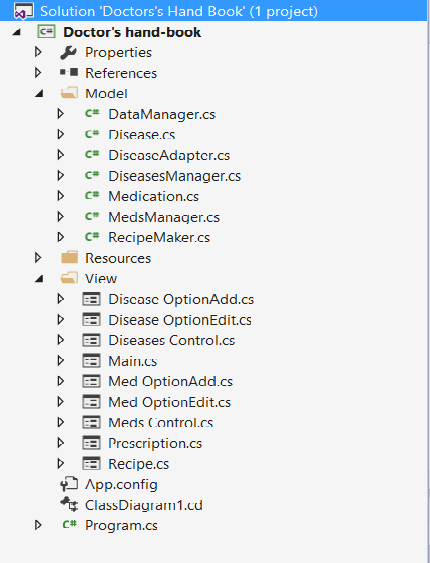 Solution 'Doctors's Hand Book' (1 project)
C# Doctor's hand-book
Properties
References
Model
C# DataManager.cs
C# Disease.cs
C# DiseaseAdapter.cs
C# DiseasesManager.cs
C# Medication.cs
C# MedsManager.cs
C# RecipeMaker.cs
Resources
View
Disease OptionAdd.cs
Disease OptionEdit.cs
Diseases Control.cs
Main.cs
Med OptionAdd.cs
Med OptionEdit.cs
Meds Control.cs
Prescription.cs
Recipe.cs
App.config
ClassDiagram1.cd
C# Program.cs